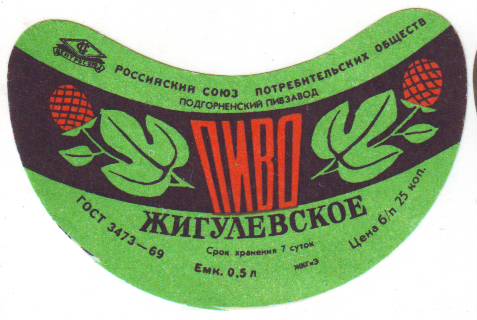 РОССИЙСКИЙ СОЮЗ ПОТРЕБИТЕЛЬСКИХ ОБЩЕСТВ
ПОДГОРНЕНСКИЙ ПИВЗАВОД
ПИВО
ЖИГУЛЕВСКОЕ
ГОСТ 3473—69
Срок хранения 7 суток
Цена б/п 25 коп.
Емк. 0,5 л